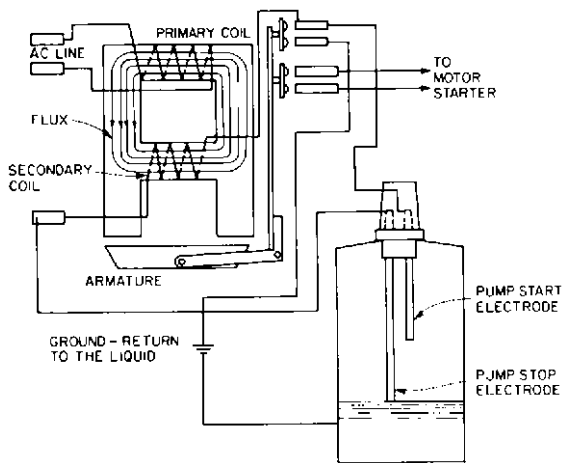 PRIMARY COIL
AC LINE
TO
MOTOR
STARTER
FLUX
SECONDARY
COIL
ARMATURE
PUMP START
ELECTRODE
GROUND – RETURN
TO THE LIQUID
PUMP STOP
ELECTRODE